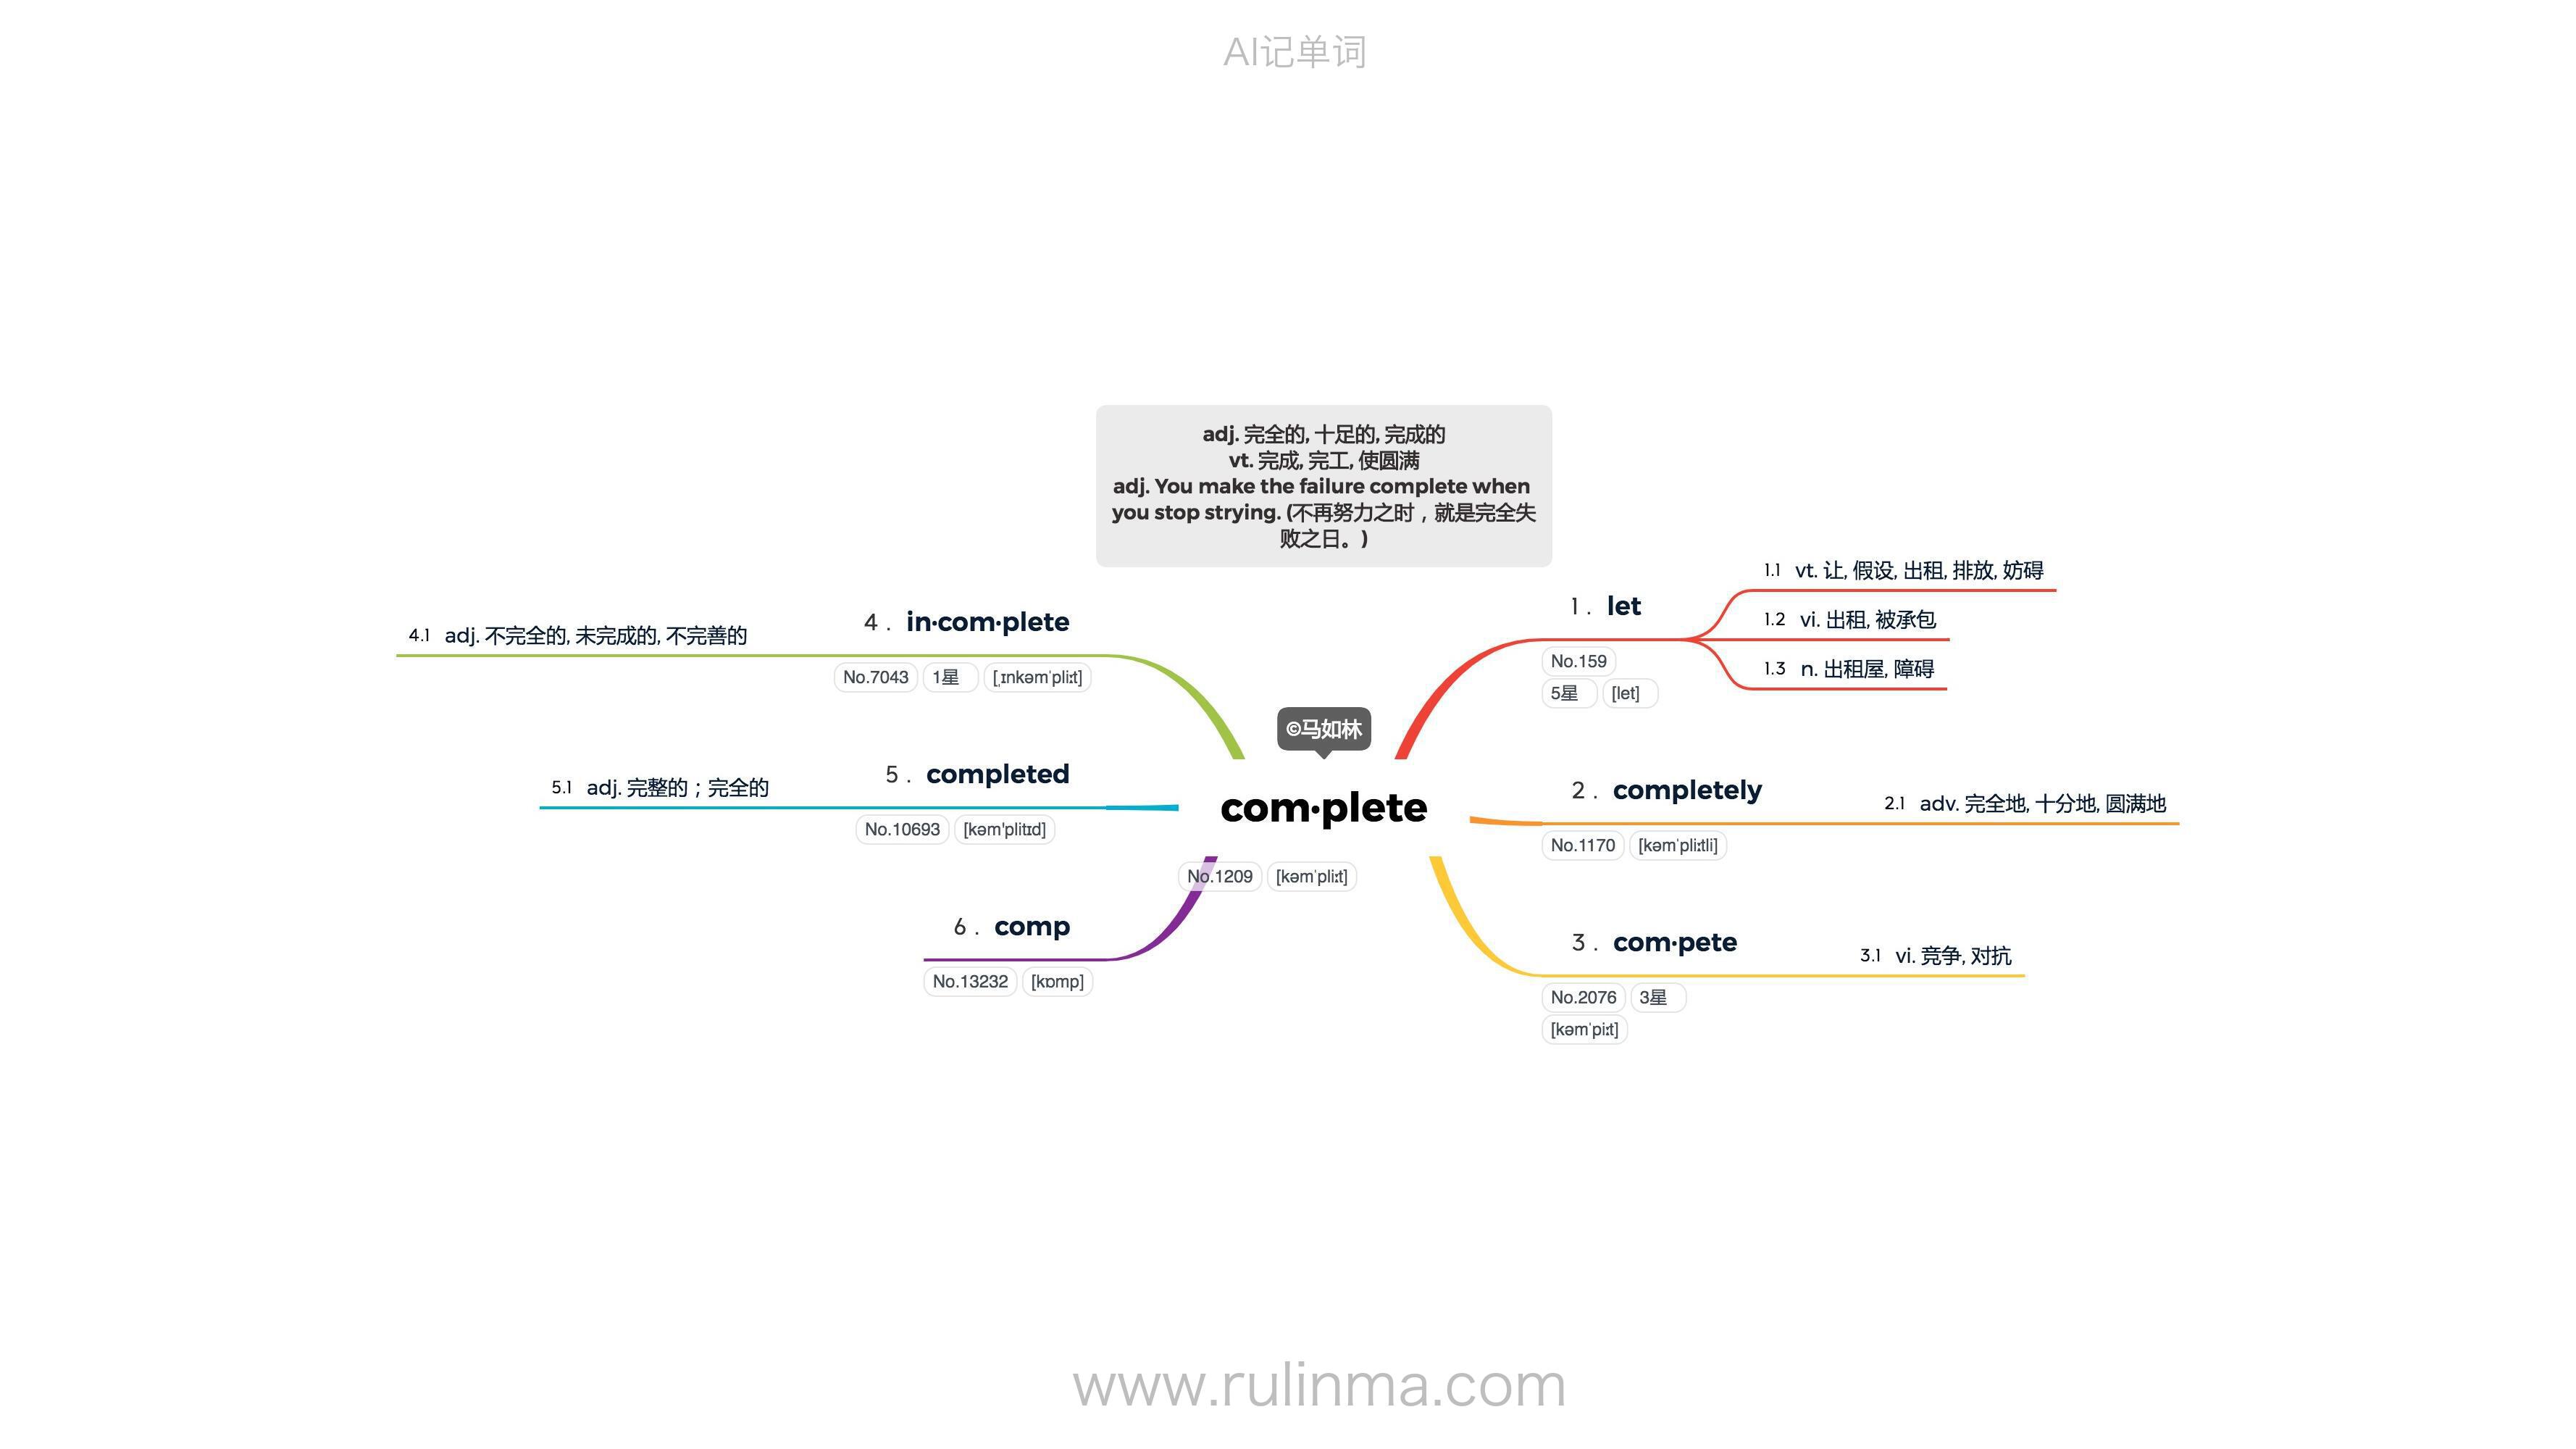 AI记单词
adj. 完全的, 十足的, 完成的
vt. 完成, 完工, 使圆满
adj. You make the failure complete when
you stop strying. (不再努力之时，就是完全失
败之日。)
©马如林
com·plete
No.1209 [kəmˈpliːt]
1. let
No.159
5星 [let]
1.1 vt. 让, 假设, 出租, 排放, 妨碍
1.2 vi. 出租, 被承包
1.3 n. 出租屋, 障碍
2. completely
No.1170 [kəmˈpliːtli]
2.1 adv. 完全地, 十分地, 圆满地
3. com·pete
No.2076 3星
[kəmˈpiːt]
3.1 vi. 竞争, 对抗
4. in·com·plete
No.7043 1星 [ˌɪnkəmˈpliːt]
4.1 adj. 不完全的, 未完成的, 不完善的
5. completed
No.10693 [kəm'plitɪd]
5.1 adj. 完整的；完全的
6. comp
No.13232 [kɒmp]
www.rulinma.com